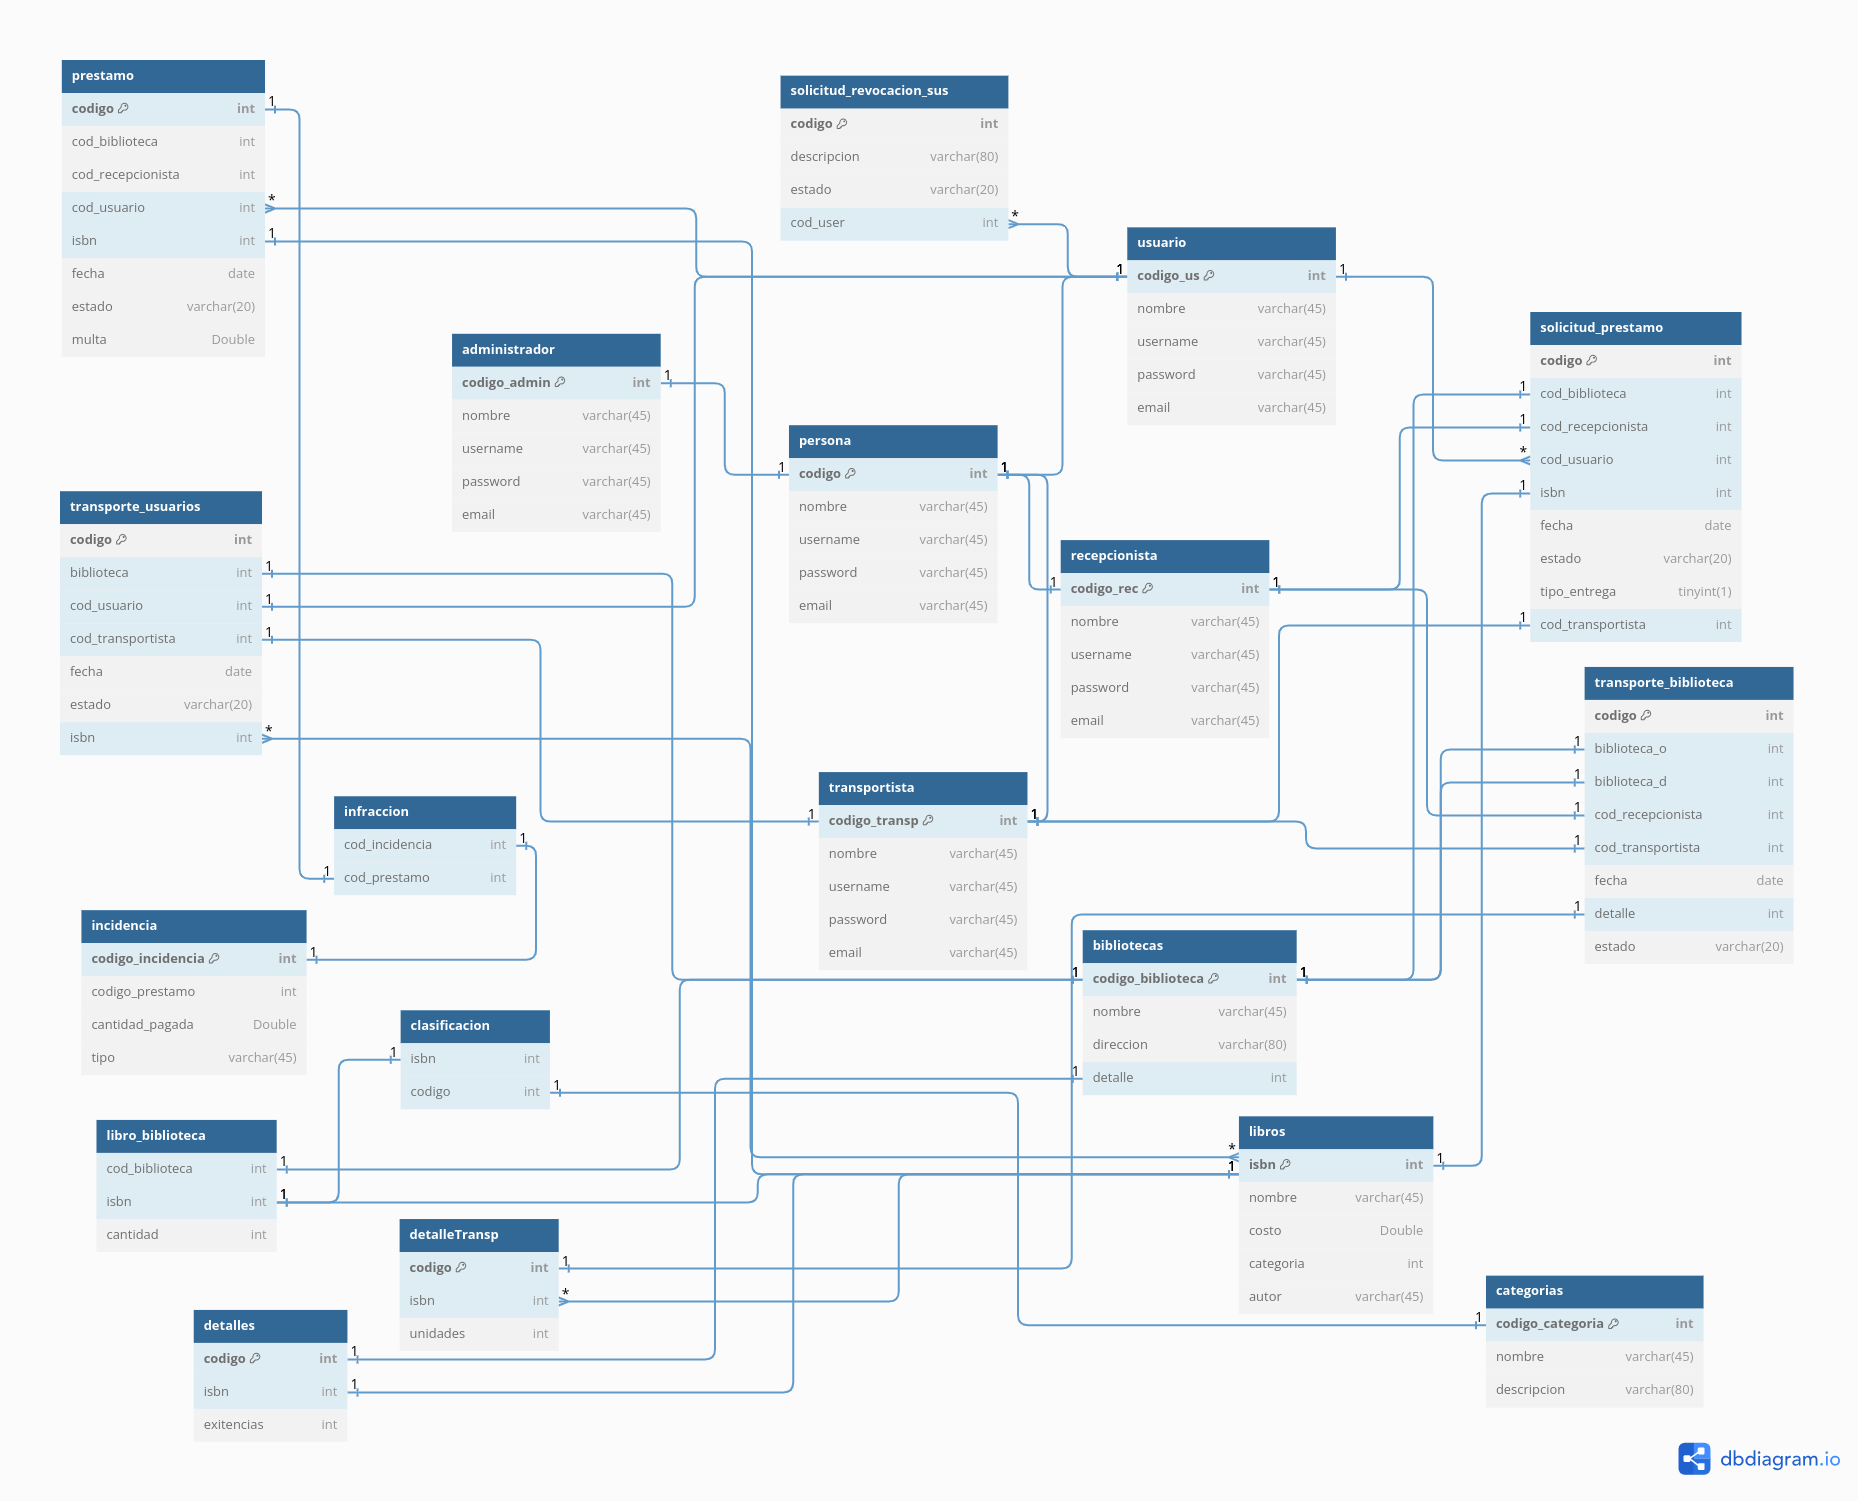 prestamo
codigo int
cod_biblioteca int
cod_recepcionista int
cod_usuario int
isbn int
fecha date
estado varchar(20)
multa Double
1
*
1
solicitud_revocacion_sus
codigo int
descripcion varchar(80)
estado varchar(20)
cod_user int
*
usuario
1 codigo_us int 1
nombre varchar(45)
username varchar(45)
password varchar(45)
email varchar(45)
solicitud_prestamo
codigo int
1 cod_biblioteca int
1 cod_recepcionista int
* cod_usuario int
1 isbn int
fecha date
estado varchar(20)
tipo_entrega tinyint(1)
1 cod_transportista int
administrador
codigo_admin int 1
nombre varchar(45)
username varchar(45)
password varchar(45)
email varchar(45)
persona
1 codigo int 1
nombre varchar(45)
username varchar(45)
password varchar(45)
email varchar(45)
transporte_usuarios
codigo int
biblioteca int 1
cod_usuario int 1
cod_transportista int 1
fecha date
estado varchar(20)
isbn int *
recepcionista
1 codigo_rec int 1
nombre varchar(45)
username varchar(45)
password varchar(45)
email varchar(45)
transporte_biblioteca
codigo int
1 biblioteca_o int
1 biblioteca_d int
1 cod_recepcionista int
1 cod_transportista int
fecha date
1 detalle int
estado varchar(20)
transportista
1 codigo_transp int 1
nombre varchar(45)
username varchar(45)
password varchar(45)
email varchar(45)
infraccion
cod_incidencia int 1
1 cod_prestamo int
incidencia
codigo_incidencia int 1
codigo_prestamo int
cantidad_pagada Double
tipo varchar(45)
bibliotecas
1 codigo_biblioteca int 1
nombre varchar(45)
direccion varchar(80)
1 detalle int
clasificacion
1 isbn int
codigo int 1
libro_biblioteca
cod_biblioteca int 1
isbn int 1
cantidad int
libros
*
1 isbn int 1
nombre varchar(45)
costo Double
categoria int
autor varchar(45)
detalleTransp
codigo int 1
isbn int *
unidades int
categorias
1 codigo_categoria int
nombre varchar(45)
descripcion varchar(80)
detalles
codigo int 1
isbn int 1
exitencias int
dbdiagram.io